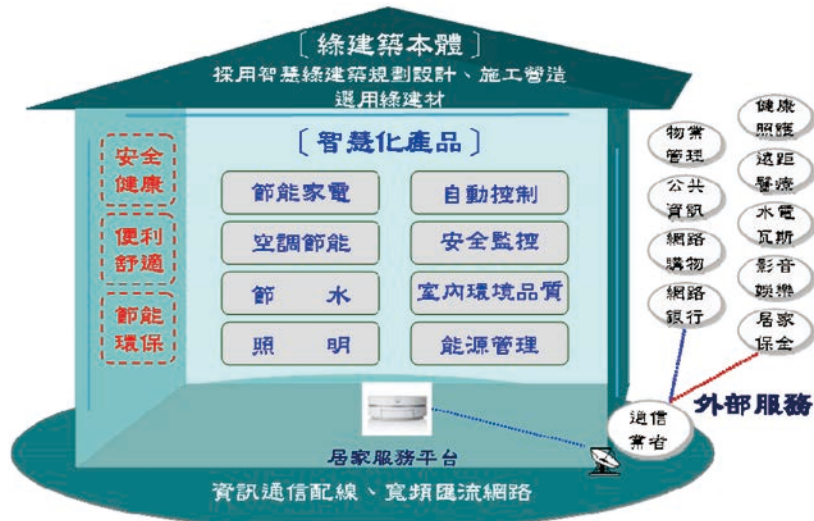 [綠建築本體]
採用智慧綠建築規劃設計、施工營造
選用綠建材
[智慧化產品]
安全
健康
便利
舒適
節能
環保
節能家電
自動控制
空調節能
安全監控
節 水
室內環境品質
照 明
能源管理
物業
管理
公共
資訊
網路
購物
網路
銀行
健康
照護
遠距
醫療
水電
瓦斯
影音
娛樂
居家
保全
通信
業者
外部服務
居家服務平台
資訊通信配線、寬頻匯流網路